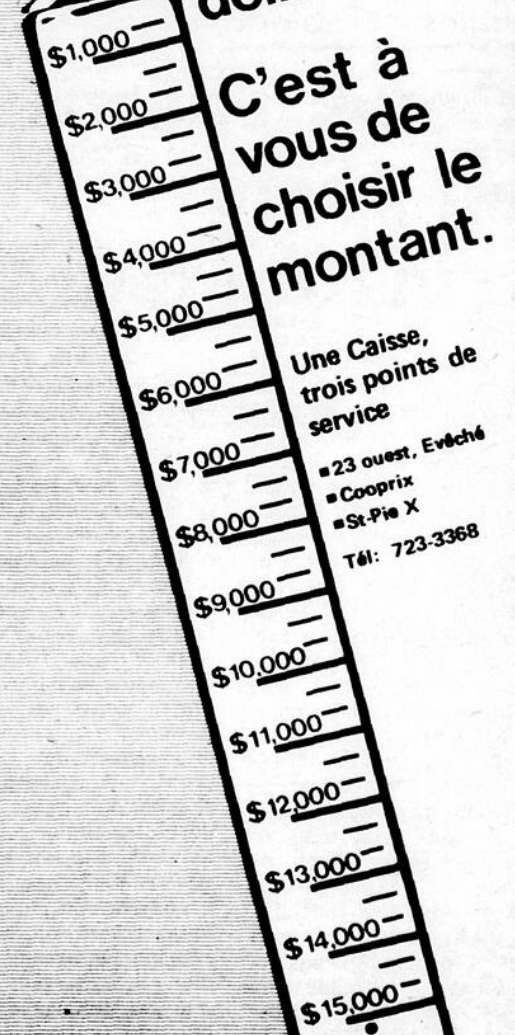 $1,000
$2,000
$3,000
$4,000
$5,000
$6,000
$7,000
$8,000
$9,000
$10,000
$11,000
$12,000
$13,000
$14,000
$15,000
C'est à
vous de
choisir le
montant.
Une Caisse,
trois points de
service
▪23 ouest, Evêché
▪Cooprix
▪St-Pie X
Tél: 723-3368